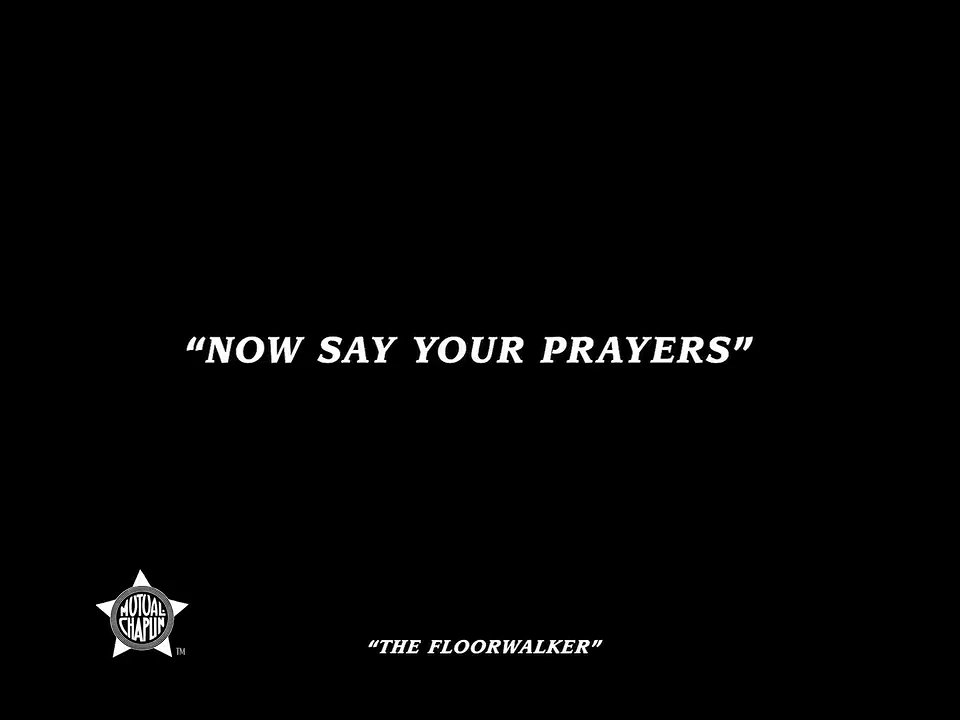 “NOW SAY YOUR PRAYERS”
MUTUAL-
CHAPLIN
TM
“THE FLOORWALKER”